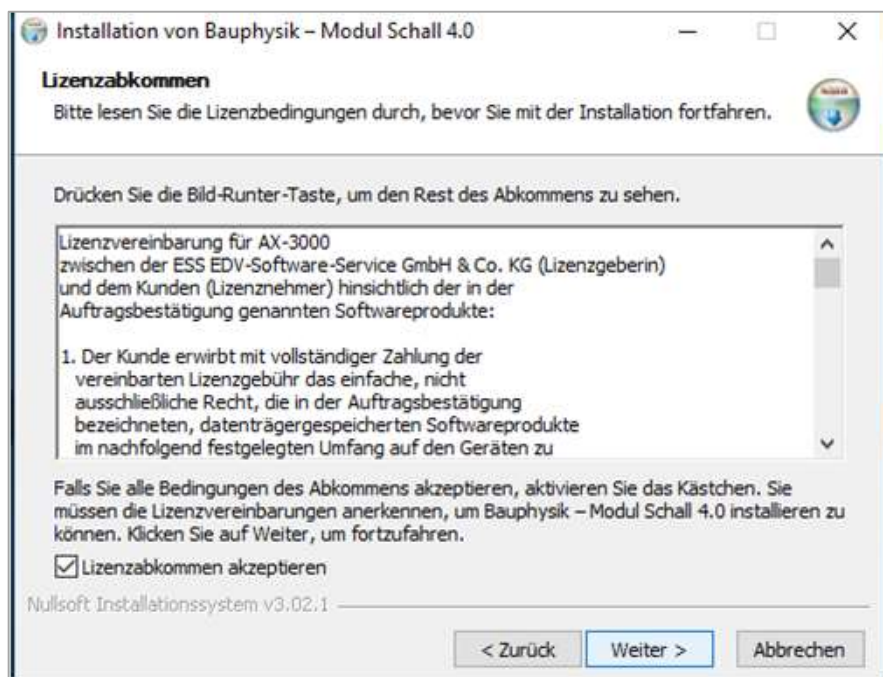 Installation von Bauphysik – Modul Schall 4.0
Lizenzabkommen
Bitte lesen Sie die Lizenzbedingungen durch, bevor Sie mit der Installation fortfahren.
Drücken Sie die Bild-Runter-Taste, um den Rest des Abkommens zu sehen.
Lizenzvereinbarung für AX-3000
zwischen der ESS EDV-Software-Service GmbH & Co. KG (Lizenzgeberin)
und dem Kunden (Lizenznehmer) hinsichtlich der in der
Auftragsbestätigung genannten Softwareprodukte:
1. Der Kunde erwirbt mit vollständiger Zahlung der
vereinbarten Lizenzgebühr das einfache, nicht
ausschließliche Recht, die in der Auftragsbestätigung
bezeichneten, datenträgergespeicherten Softwareprodukte
im nachfolgend festgelegten Umfang auf den Geräten zu
Falls Sie alle Bedingungen des Abkommens akzeptieren, aktivieren Sie das Kästchen. Sie
müssen die Lizenzvereinbarungen anerkennen, um Bauphysik – Modul Schall 4.0 installieren zu
können. Klicken Sie auf Weiter, um fortzufahren.
Lizenzabkommen akzeptieren
Nullsoft Installationssystem v3.02.1
< Zurück Weiter > Abbrechen